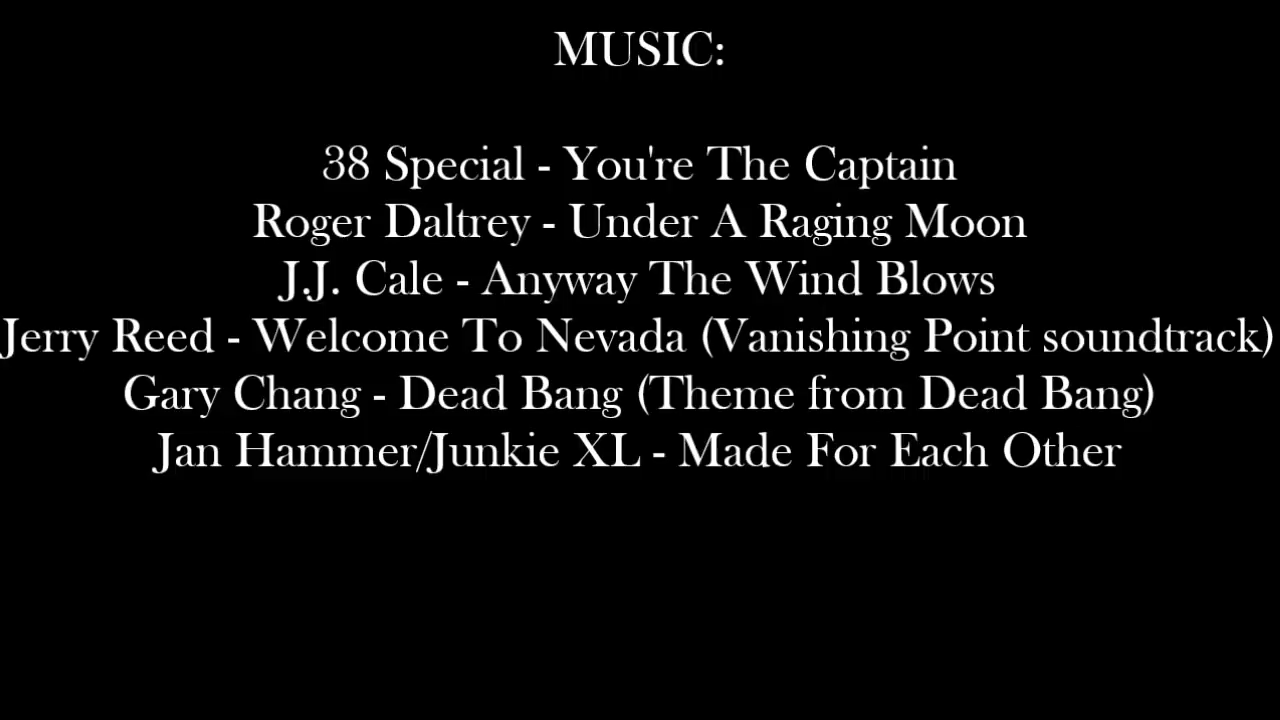 MUSIC:
38 Special - You're The Captain
Roger Daltrey - Under A Raging Moon
J.J. Cale - Anyway The Wind Blows
Jerry Reed - Welcome To Nevada (Vanishing Point soundtrack)
Gary Chang - Dead Bang (Theme from Dead Bang)
Jan Hammer/Junkie XL - Made For Each Other